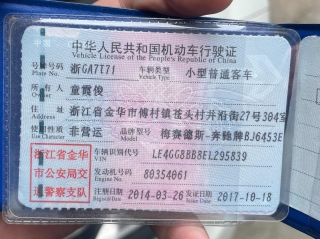 中华人民共和国机动车行驶证
Vehicle License of the People's Republic of China
号牌号码 浙GA7T71 车辆类型 小型普通客车
Plate No. Vehicle Type
所有人 童霞俊
Owner
住址 浙江省金华市傅村镇苍头村井沿街27号304室
Address
使用性质 非营运 品牌型号 梅赛德斯-奔驰牌BJ6453E
Use Character Model
浙江省金华市公安局交通警察支队
车辆识别代号 LE4GG8BB8EL295839
VIN
发动机号码 80354061
Engine No.
注册日期 2014-03-26 发证日期 2017-10-18
Register Date Issue Date